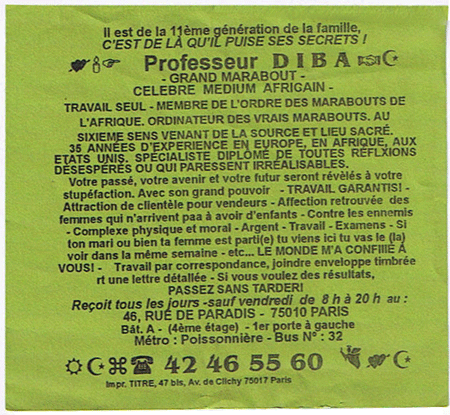 Il est de la 11ème génération de la famille,
C'EST DE LÀ QU'IL PUISE SES SECRETS !
Professeur DIBA
- GRAND MARABOUT -
CELEBRE MEDIUM AFRIGAIN -
TRAVAIL SEUL - MEMBRE DE L'ORDRE DES MARABOUTS DE
L'AFRIQUE. ORDINATEUR DES VRAIS MARABOUTS. AU
SIXIEME SENS VENANT DE LA SOURCE ET LIEU SACRÉ.
35 ANNÉES D'EXPERIENCE EN EUROPE, EN AFRIQUE, AUX
ETATS UNIS. SPÉCIALISTE DIPLOMÉ DE TOUTES RÉFLXIONS
DÉSESPÉRÉS OU QUI PARESSENT IRRÉALISABLES.
Votre passé, votre avenir et votre futur seront révèlés à votre
stupéfaction. Avec son grand pouvoir - TRAVAIL GARANTIS! -
Attraction de clientèle pour vendeurs - Affection retrouvée des
femmes qui n'arrivent paa à avoir d'enfants - Contre les ennemis
- Complexe physique et moral - Argent - Travail - Examens - Si
ton mari ou bien ta femme est parti(e) tu viens ici tu vas le (la)
voir dans la même semaine - etc... LE MONDE M'A CONFIIIE À
VOUS! - Travail par correspondance, joindre enveloppe timbrée
rt une lettre détaillée - Si vous voulez des résultats,
PASSEZ SANS TARDER!
Reçoit tous les jours -sauf vendredi de 8 h à 20 h au :
46, RUE DE PARADIS - 75010 PARIS
Bât. A - (4ème étage) - 1er porte à gauche
Métro : Poissonnière - Bus N° : 32
42 46 55 60
Impr. TITRE, 47 bis, Av. de Clichy 75017 Paris